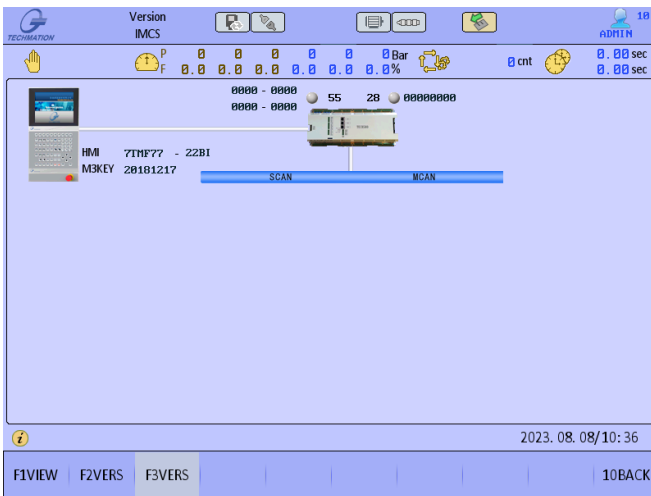 Version
IMCS
TECHMATION
10
ADMIN
P 0 0 0 0 0 0 Bar
F 0.0 0.0 0.0 0.0 0.0 0.0%
0 cnt
0.00 sec
0.00 sec
0000 - 0000
0000 - 0000
55 28 00000000
HMI 7TMF77 - 22BI
M3KEY 20181217
SCAN MCAN
2023. 08. 08/10: 36
F1VIEW F2VERS F3VERS 10BACK